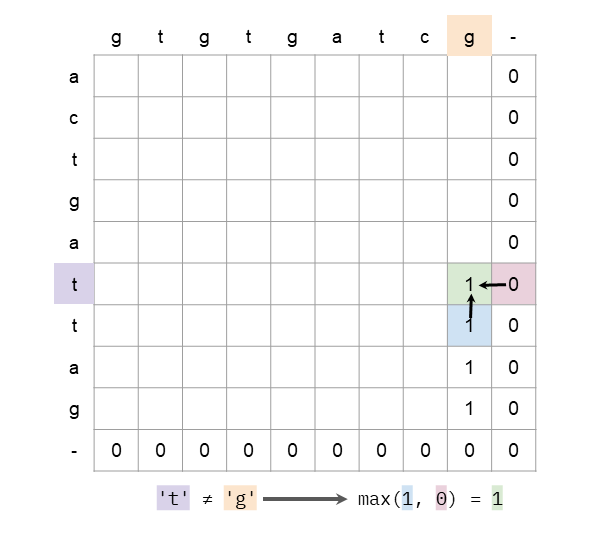 g t g t g a t c g -
a 0
c 0
t 0
g 0
a 0
t 1 0
t 1 0
a 1 0
g 1 0
- 0 0 0 0 0 0 0 0 0 0
't' ≠ 'g' max(1, 0) = 1